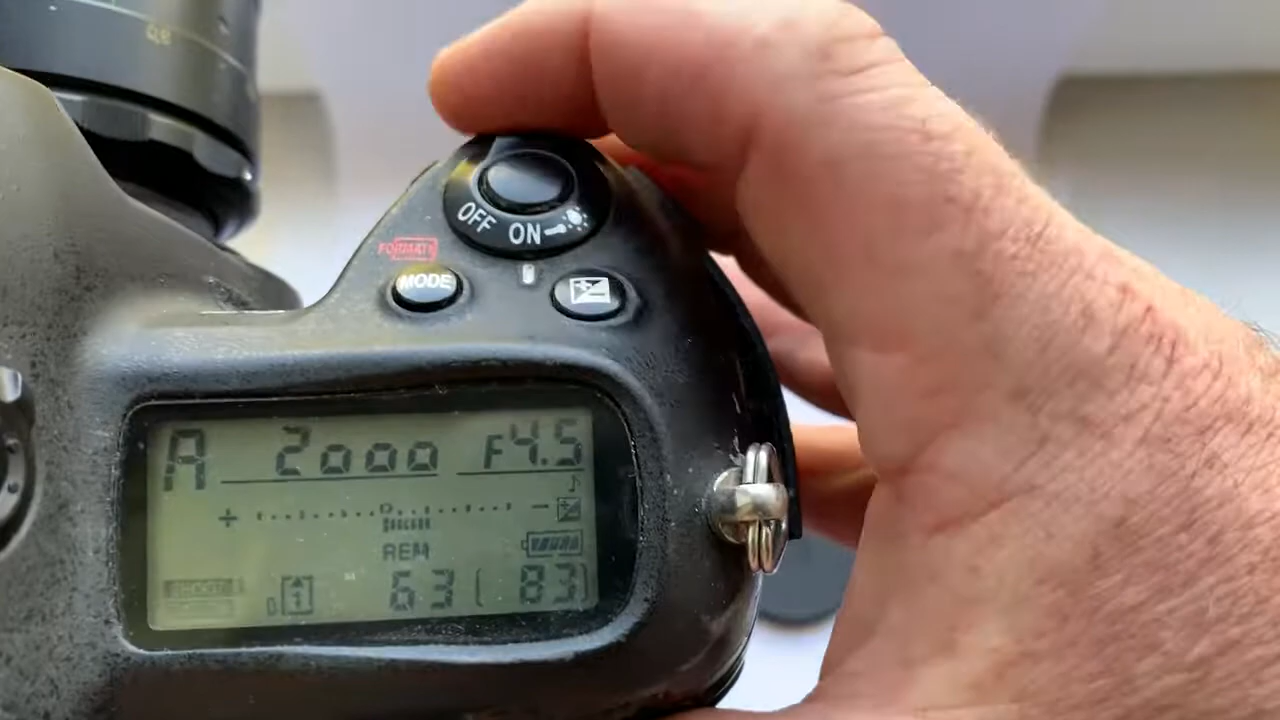 OFF ON
FORMAT
MODE
A 2000 F4.5
+ −
REM
63 [ 83]